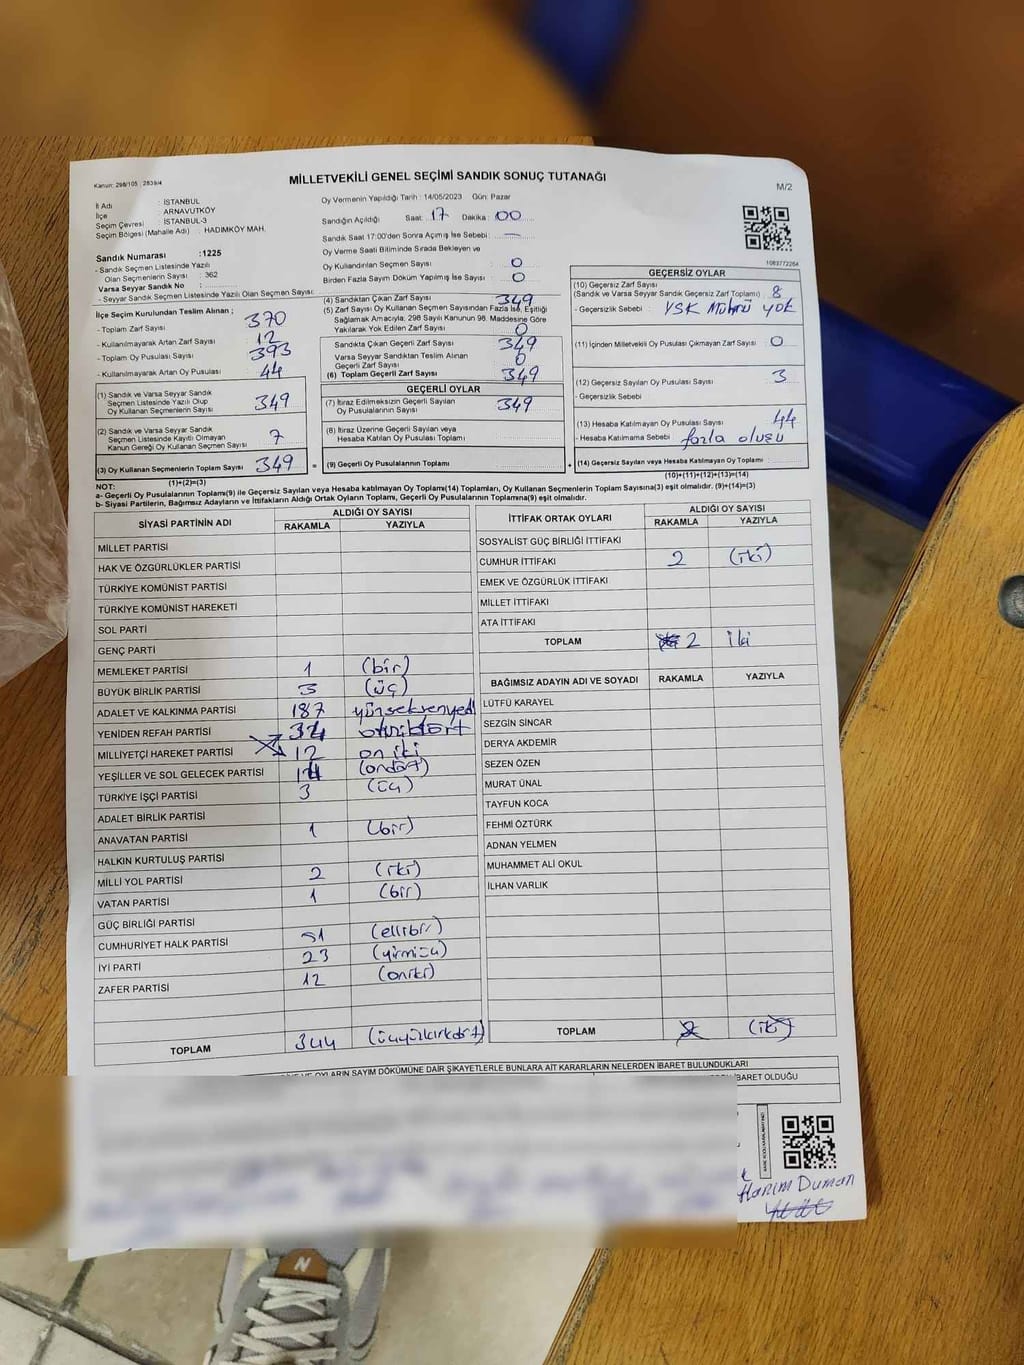 Kanun: 298/105 : 2839/4
MİLLETVEKİLİ GENEL SEÇİMİ SANDIK SONUÇ TUTANAĞI
M/2
İl Adı : İSTANBUL
İlçe : ARNAVUTKÖY
Seçim Çevresi : İSTANBUL-3
Seçim Bölgesi (Mahalle Adı) : HADIMKÖY MAH.
Sandık Numarası :1225
- Sandık Seçmen Listesinde Yazılı
Olan Seçmenlerin Sayısı : 362
Varsa Seyyar Sandık No :
- Seyyar Sandık Seçmen Listesinde Yazılı Olan Seçmen Sayısı:
İlçe Seçim Kurulundan Teslim Alınan ;
- Toplam Zarf Sayısı 370
- Kullanılmayarak Artan Zarf Sayısı 12
- Toplam Oy Pusulası Sayısı 393
- Kullanılmayarak Artan Oy Pusulası 44
(1) Sandık ve Varsa Seyyar Sandık
Seçmen Listesinde Yazılı Olup
Oy Kullanan Seçmenlerin Sayısı 349
(2) Sandık ve Varsa Seyyar Sandık
Seçmen Listesinde Kayıtlı Olmayan
Kanun Gereği Oy Kullanan Seçmen Sayısı 7
(3) Oy Kullanan Seçmenlerin Toplam Sayısı 349 =
(1)+(2)=(3)
Oy Vermenin Yapıldığı Tarih : 14/05/2023 Gün: Pazar
Sandığın Açıldığı Saat: 17 Dakika : 00
Sandık Saat 17:00'den Sonra Açılmış İse Sebebi: —
Oy Verme Saati Bitiminde Sırada Bekleyen ve
Oy Kullandırılan Seçmen Sayısı : 0
Birden Fazla Sayım Döküm Yapılmış İse Sayısı : 0
(4) Sandıktan Çıkan Zarf Sayısı 349
(5) Zarf Sayısı Oy Kullanan Seçmen Sayısından Fazla İse, Eşitliği
Sağlamak Amacıyla, 298 Sayılı Kanunun 98. Maddesine Göre
Yakılarak Yok Edilen Zarf Sayısı 0
Sandıkta Çıkan Geçerli Zarf Sayısı 349
Varsa Seyyar Sandıktan Teslim Alınan
Geçerli Zarf Sayısı 0
(6) Toplam Geçerli Zarf Sayısı 349
GEÇERLİ OYLAR
(7) İtiraz Edilmeksizin Geçerli Sayılan
Oy Pusulalarının Sayısı 349
(8) İtiraz Üzerine Geçerli Sayılan veya
Hesaba Katılan Oy Pusulası Toplamı
(9) Geçerli Oy Pusulalarının Toplamı +
1083772264
GEÇERSİZ OYLAR
(10) Geçersiz Zarf Sayısı
(Sandık ve Varsa Seyyar Sandık Geçersiz Zarf Toplamı) 8
- Geçersizlik Sebebi : YSK Mührü yok
(11) İçinden Milletvekili Oy Pusulası Çıkmayan Zarf Sayısı : 0
(12) Geçersiz Sayılan Oy Pusulası Sayısı 3
- Geçersizlik Sebebi
(13) Hesaba Katılmayan Oy Pusulası Sayısı 44
- Hesaba Katılmama Sebebi fazla oluşu
(14) Geçersiz Sayılan veya Hesaba Katılmayan Oy Toplamı :
(10)+(11)+(12)+(13)=(14)
NOT:
a- Geçerli Oy Pusulalarının Toplamı(9) ile Geçersiz Sayılan veya Hesaba Katılmayan Oy Toplamı(14) Toplamları, Oy Kullanan Seçmenlerin Toplam Sayısına(3) eşit olmalıdır. (9)+(14)=(3)
b- Siyasi Partilerin, Bağımsız Adayların ve İttifakların Aldığı Ortak Oyların Toplamı, Geçerli Oy Pusulalarının Toplamına(9) eşit olmalıdır.
SİYASİ PARTİNİN ADI ALDIĞI OY SAYISI
RAKAMLA YAZIYLA
MİLLET PARTİSİ
HAK VE ÖZGÜRLÜKLER PARTİSİ
TÜRKİYE KOMÜNİST PARTİSİ
TÜRKİYE KOMÜNİST HAREKETİ
SOL PARTİ
GENÇ PARTİ
MEMLEKET PARTİSİ 1 (bir)
BÜYÜK BİRLİK PARTİSİ 3 (üç)
ADALET VE KALKINMA PARTİSİ 187 yünseksenyedi
YENİDEN REFAH PARTİSİ 34
MİLLİYETÇİ HAREKET PARTİSİ 12 on iki
YEŞİLLER VE SOL GELECEK PARTİSİ 14 (ondört)
TÜRKİYE İŞÇİ PARTİSİ 3 (üç)
ADALET BİRLİK PARTİSİ
ANAVATAN PARTİSİ 1 (bir)
HALKIN KURTULUŞ PARTİSİ
MİLLİ YOL PARTİSİ 2 (iki)
VATAN PARTİSİ 1 (bir)
GÜÇ BİRLİĞİ PARTİSİ
CUMHURİYET HALK PARTİSİ 51 (ellibir)
İYİ PARTİ 23 (yirmiüç)
ZAFER PARTİSİ 12 (oniki)
TOPLAM 344 (üçyüzkırkdört)
İTTİFAK ORTAK OYLARI ALDIĞI OY SAYISI
RAKAMLA YAZIYLA
SOSYALİST GÜÇ BİRLİĞİ İTTİFAKI
CUMHUR İTTİFAKI 2 (iki)
EMEK VE ÖZGÜRLÜK İTTİFAKI
MİLLET İTTİFAKI
ATA İTTİFAKI
TOPLAM 2 iki
BAĞIMSIZ ADAYIN ADI VE SOYADI RAKAMLA YAZIYLA
LÜTFÜ KARAYEL
SEZGİN SİNCAR
DERYA AKDEMİR
SEZEN ÖZEN
MURAT ÜNAL
TAYFUN KOCA
FEHMİ ÖZTÜRK
ADNAN YELMEN
MUHAMMET ALİ OKUL
İLHAN VARLIK
TOPLAM 2 (iki)
VE OYLARIN SAYIM DÖKÜMÜNE DAİR ŞİKAYETLERLE BUNLARA AİT KARARLARIN NELERDEN İBARET BULUNDUKLARI
İBARET OLDUĞU
Hanım Duman
N